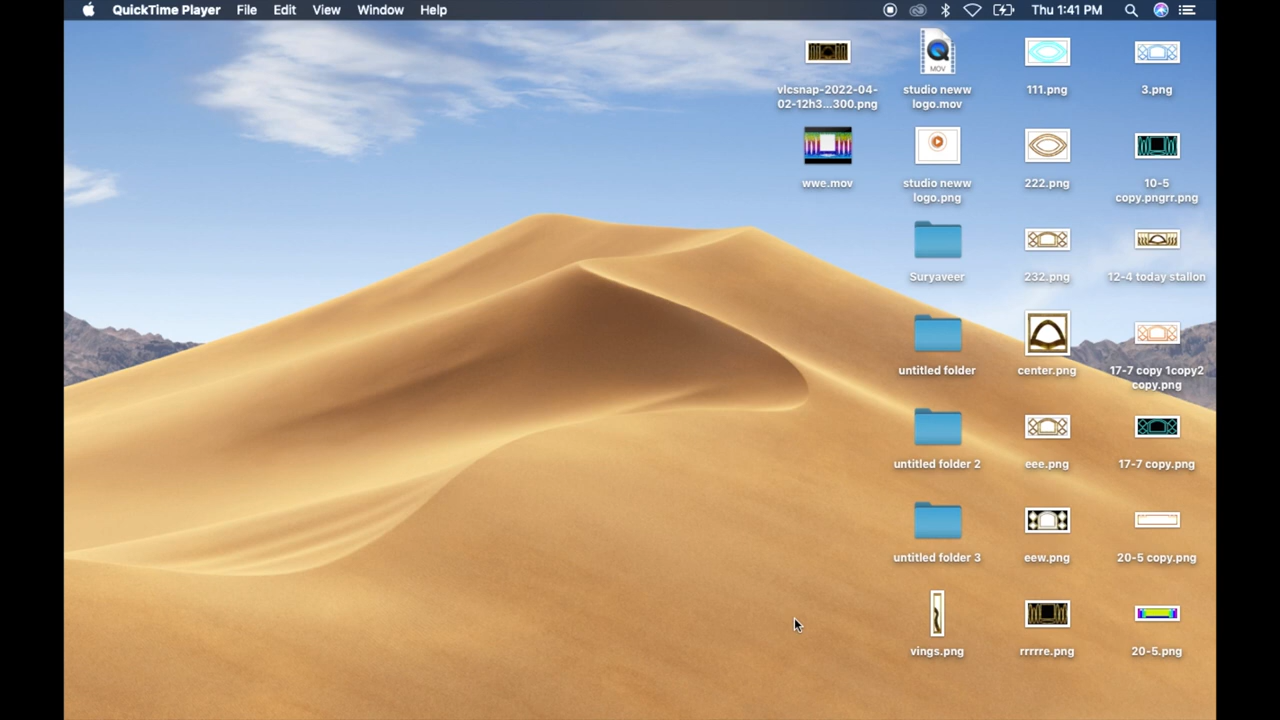 QuickTime Player File Edit View Window Help Thu 1:41 PM
vlcsnap-2022-04-
02-12h3...300.png
MOV
studio neww
logo.mov
111.png
3.png
wwe.mov
studio neww
logo.png
222.png
10-5
copy.pngrr.png
Suryaveer
232.png
12-4 today stallon
untitled folder
center.png
17-7 copy 1copy2
copy.png
untitled folder 2
eee.png
17-7 copy.png
untitled folder 3
eew.png
20-5 copy.png
vings.png
rrrrre.png
20-5.png